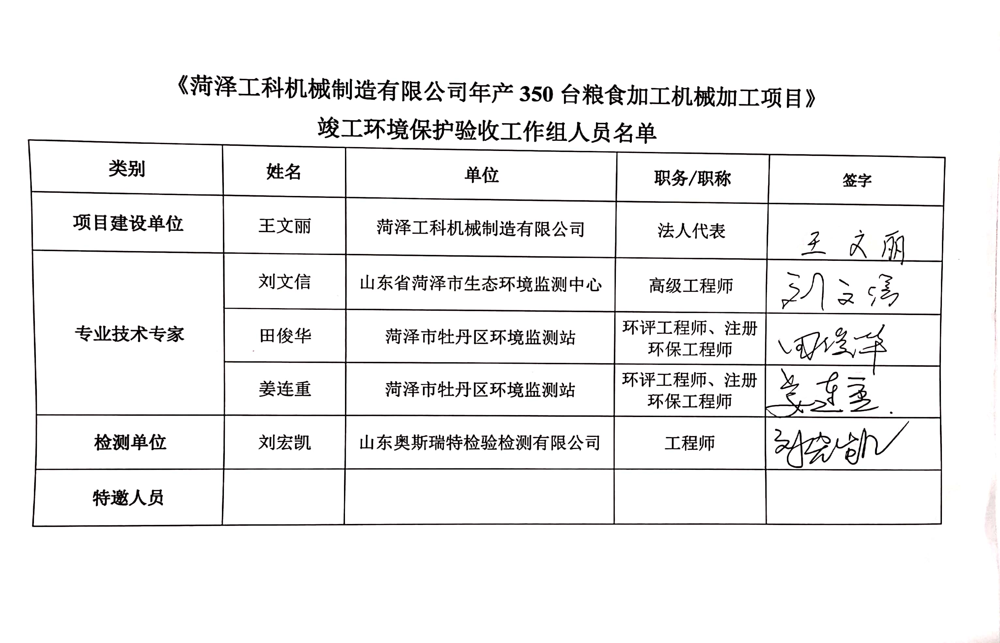 《菏泽工科机械制造有限公司年产 350 台粮食加工机械加工项目》
竣工环境保护验收工作组人员名单
类别 姓名 单位 职务/职称 签字
项目建设单位 王文丽 菏泽工科机械制造有限公司 法人代表 王文丽
专业技术专家
刘文信 山东省菏泽市生态环境监测中心 高级工程师 刘文信
田俊华 菏泽市牡丹区环境监测站 环评工程师、注册
环保工程师 田俊华
姜连重 菏泽市牡丹区环境监测站 环评工程师、注册
环保工程师 姜连重
检测单位 刘宏凯 山东奥斯瑞特检验检测有限公司 工程师 刘宏凯
特邀人员